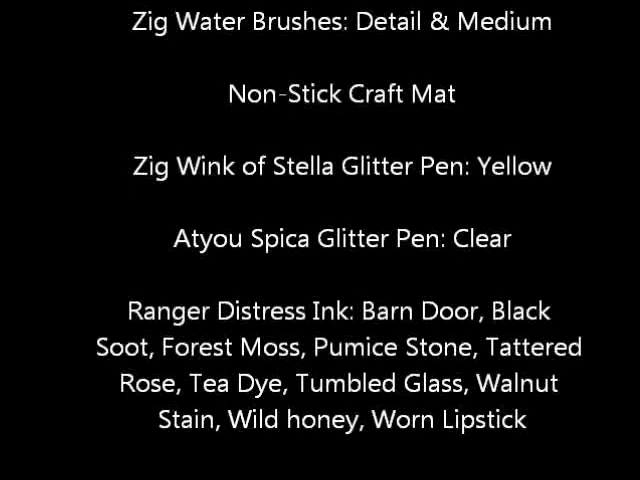 Zig Water Brushes: Detail & Medium
Non-Stick Craft Mat
Zig Wink of Stella Glitter Pen: Yellow
Atyou Spica Glitter Pen: Clear
Ranger Distress Ink: Barn Door, Black
Soot, Forest Moss, Pumice Stone, Tattered
Rose, Tea Dye, Tumbled Glass, Walnut
Stain, Wild honey, Worn Lipstick